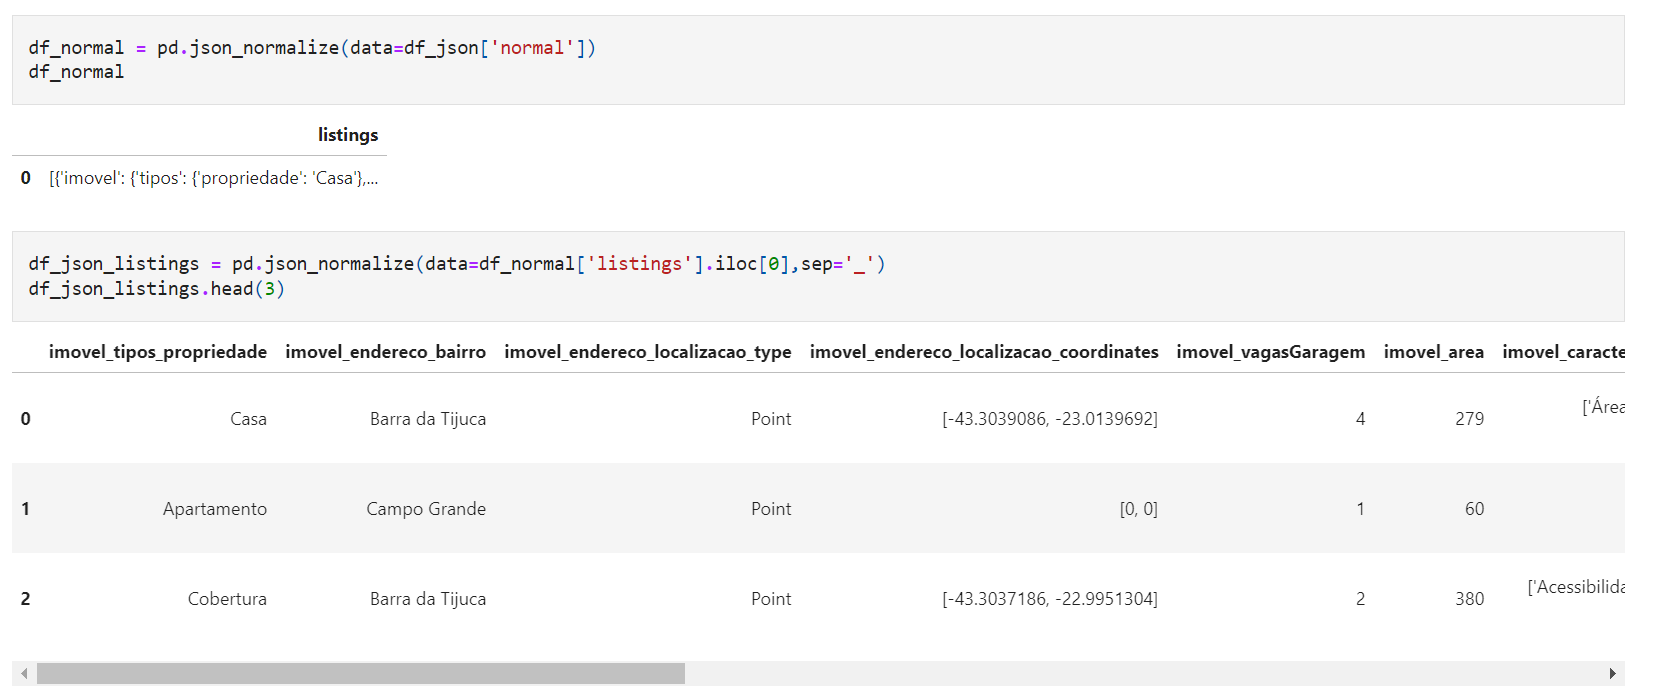 df_normal = pd.json_normalize(data=df_json['normal'])
df_normal
listings
0 [{'imovel': {'tipos': {'propriedade': 'Casa'},...
df_json_listings = pd.json_normalize(data=df_normal['listings'].iloc[0],sep='_')
df_json_listings.head(3)
imovel_tipos_propriedade imovel_endereco_bairro imovel_endereco_localizacao_type imovel_endereco_localizacao_coordinates imovel_vagasGaragem imovel_area imovel_caracte
0 Casa Barra da Tijuca Point [-43.3039086, -23.0139692] 4 279 ['Área
1 Apartamento Campo Grande Point [0, 0] 1 60
2 Cobertura Barra da Tijuca Point [-43.3037186, -22.9951304] 2 380 ['Acessibilida